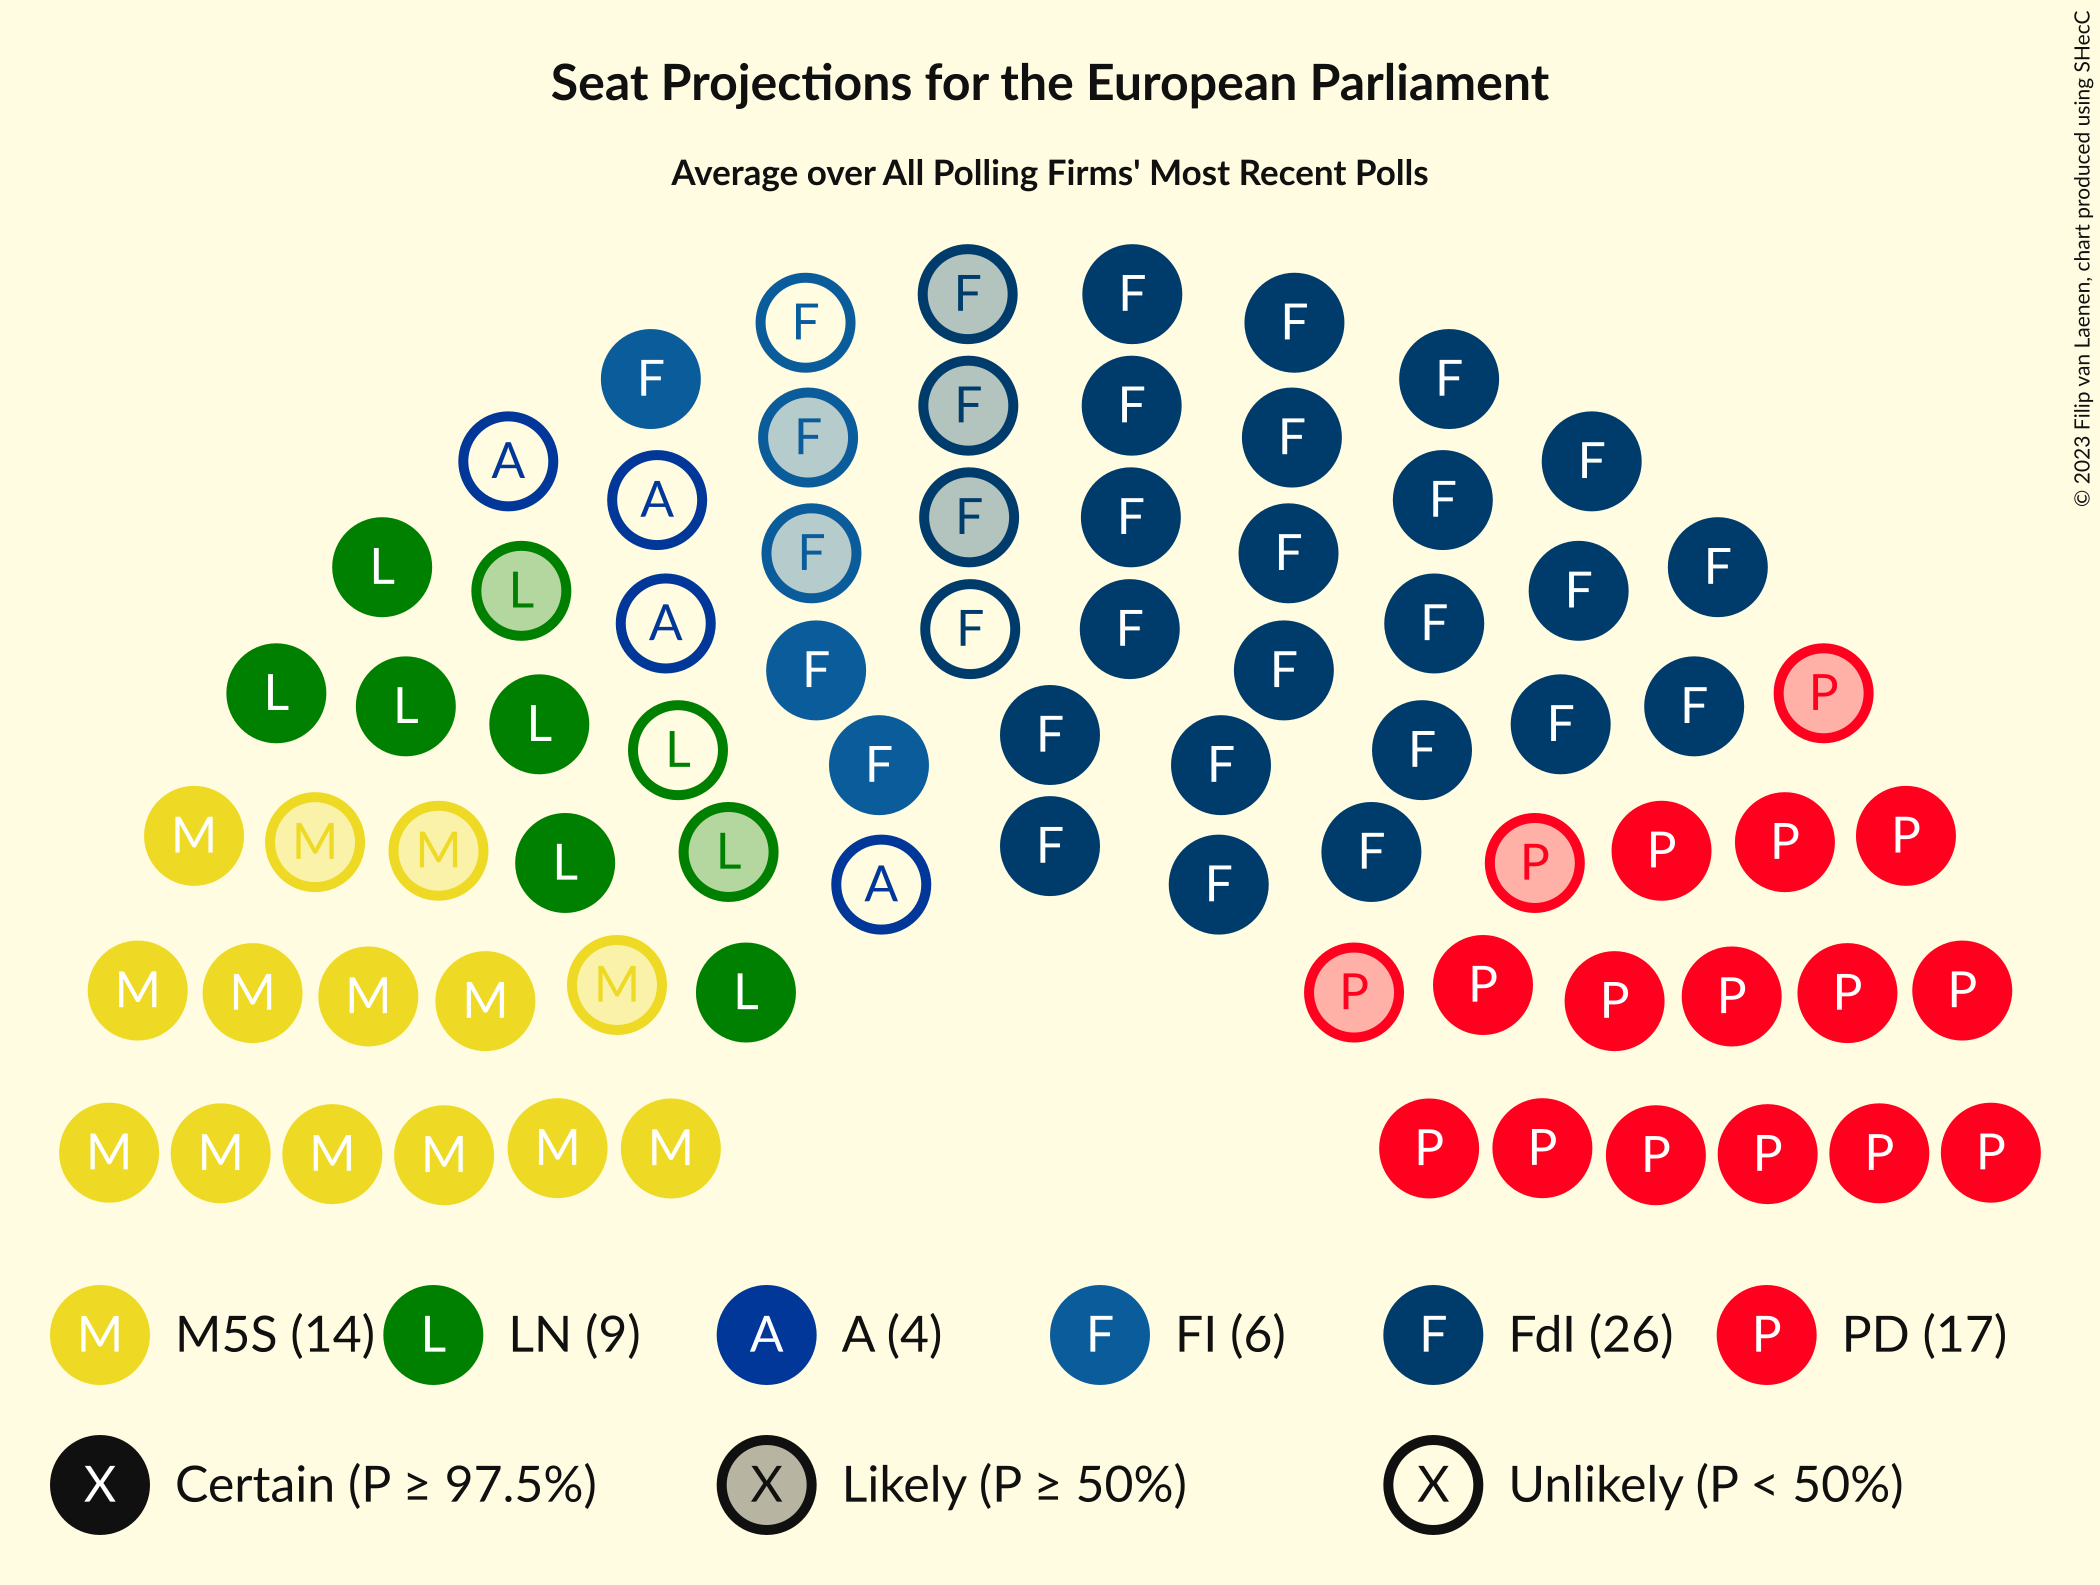 Seat Projections for the European Parliament
Average over All Polling Firms' Most Recent Polls
© 2023 Filip van Laenen, chart produced using SHecC
F F
F F
F F
F F
F F
A F
A F
F F
F F
L F
L F
A F
F F
L F
L F
L P
F F
L F
F F
M P
M P
M P
L P
L F
A F
F
M P
M P
M P
M P
M P
L P
M P
M P
M P
M P
M P
M P
M M5S (14) L LN (9) A A (4) F FI (6) F FdI (26) P PD (17)
X Certain (P ≥ 97.5%) X Likely (P ≥ 50%) X Unlikely (P < 50%)